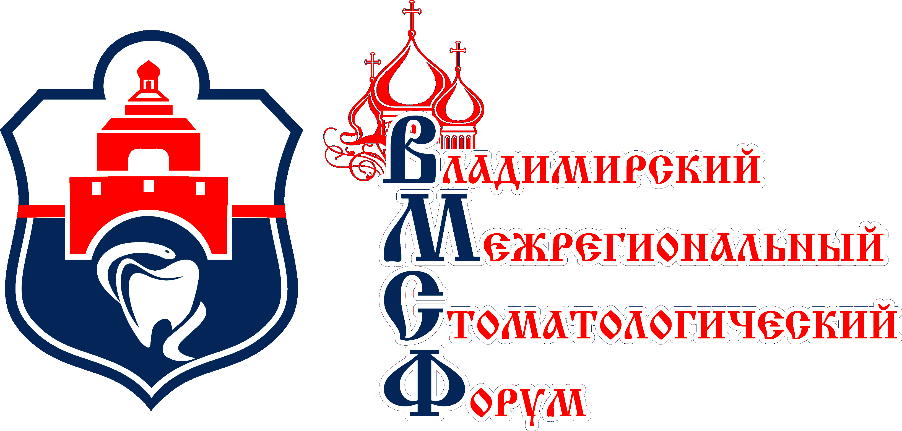 Владимирский
Межрегиональный
Стоматологический
Форум